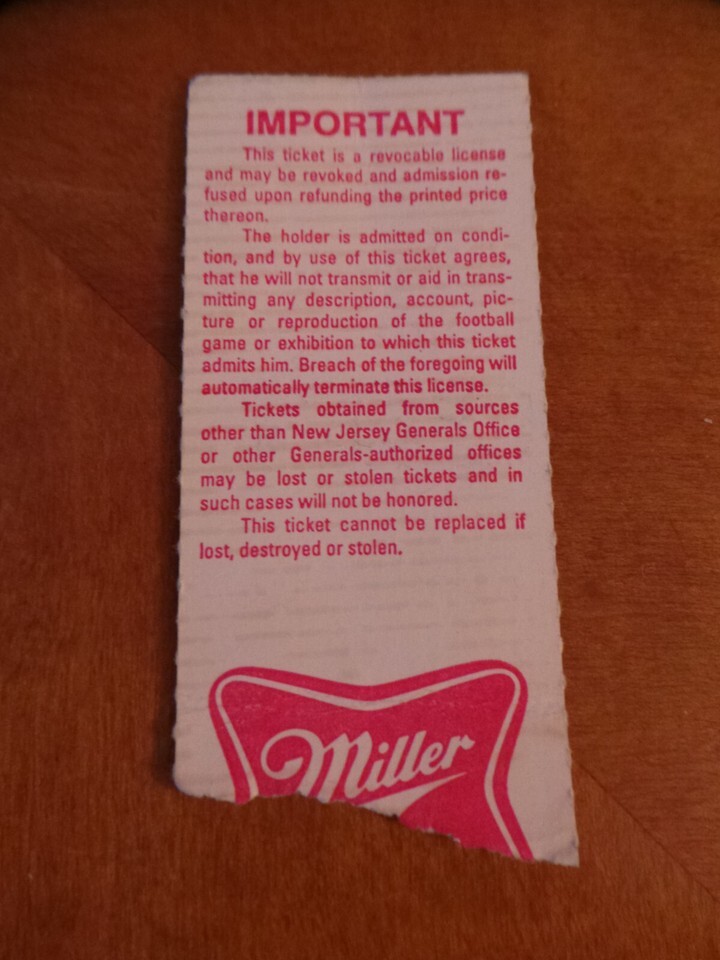 IMPORTANT
This ticket is a revocable license
and may be revoked and admission re-
fused upon refunding the printed price
thereon.
The holder is admitted on condi-
tion, and by use of this ticket agrees,
that he will not transmit or aid in trans-
mitting any description, account, pic-
ture or reproduction of the football
game or exhibition to which this ticket
admits him. Breach of the foregoing will
automatically terminate this license.
Tickets obtained from sources
other than New Jersey Generals Office
or other Generals-authorized offices
may be lost or stolen tickets and in
such cases will not be honored.
This ticket cannot be replaced if
lost, destroyed or stolen.
Miller